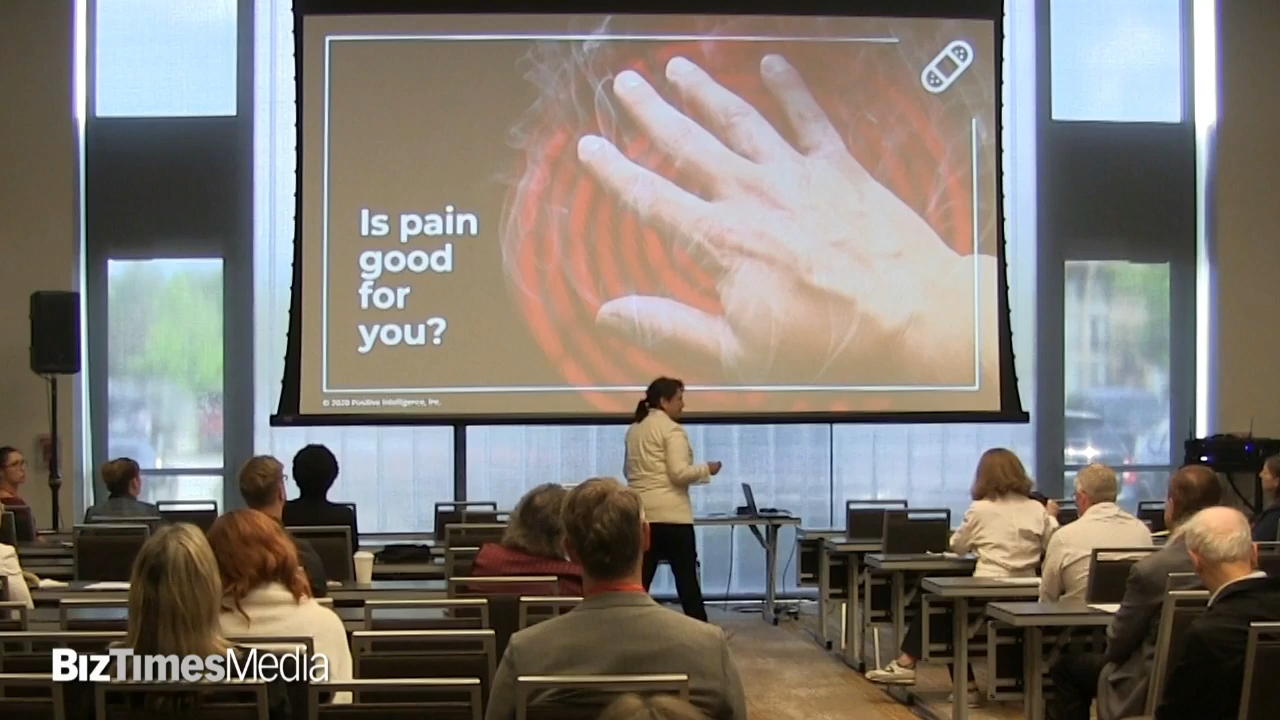 Is pain
good
for
you?
© 2020 Positive Intelligence, Inc.
BizTimesMedia